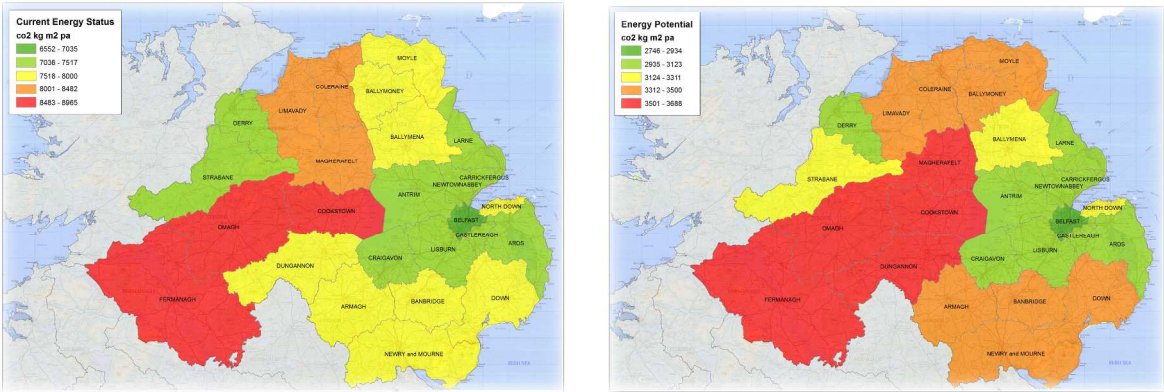 Current Energy Status
co2 kg m2 pa
6552 - 7035
7036 - 7517
7518 - 8000
8001 - 8482
8483 - 8965
MOYLE
COLERAINE
BALLYMONEY
LIMAVADY
DERRY
BALLYMENA
LARNE
MAGHERAFELT
STRABANE
CARRICKFERGUS
NEWTOWNABBEY
ANTRIM
COOKSTOWN
NORTH DOWN
BELFAST
OMAGH
CASTLEREAGH
ARDS
LISBURN
CRAIGAVON
DUNGANNON
FERMANAGH
ARMAGH
BANBRIDGE
DOWN
NEWRY and MOURNE
IRISH SEA
Energy Potential
co2 kg m2 pa
2746 - 2934
2935 - 3123
3124 - 3311
3312 - 3500
3501 - 3688
MOYLE
COLERAINE
BALLYMONEY
LIMAVADY
DERRY
BALLYMENA
LARNE
MAGHERAFELT
STRABANE
CARRICKFERGUS
NEWTOWNABBEY
ANTRIM
NORTH DOWN
COOKSTOWN
BELFAST
OMAGH
CASTLEREAGH
ARDS
LISBURN
CRAIGAVON
DUNGANNON
FERMANAGH
ARMAGH
BANBRIDGE
DOWN
NEWRY and MOURNE
IRISH SEA